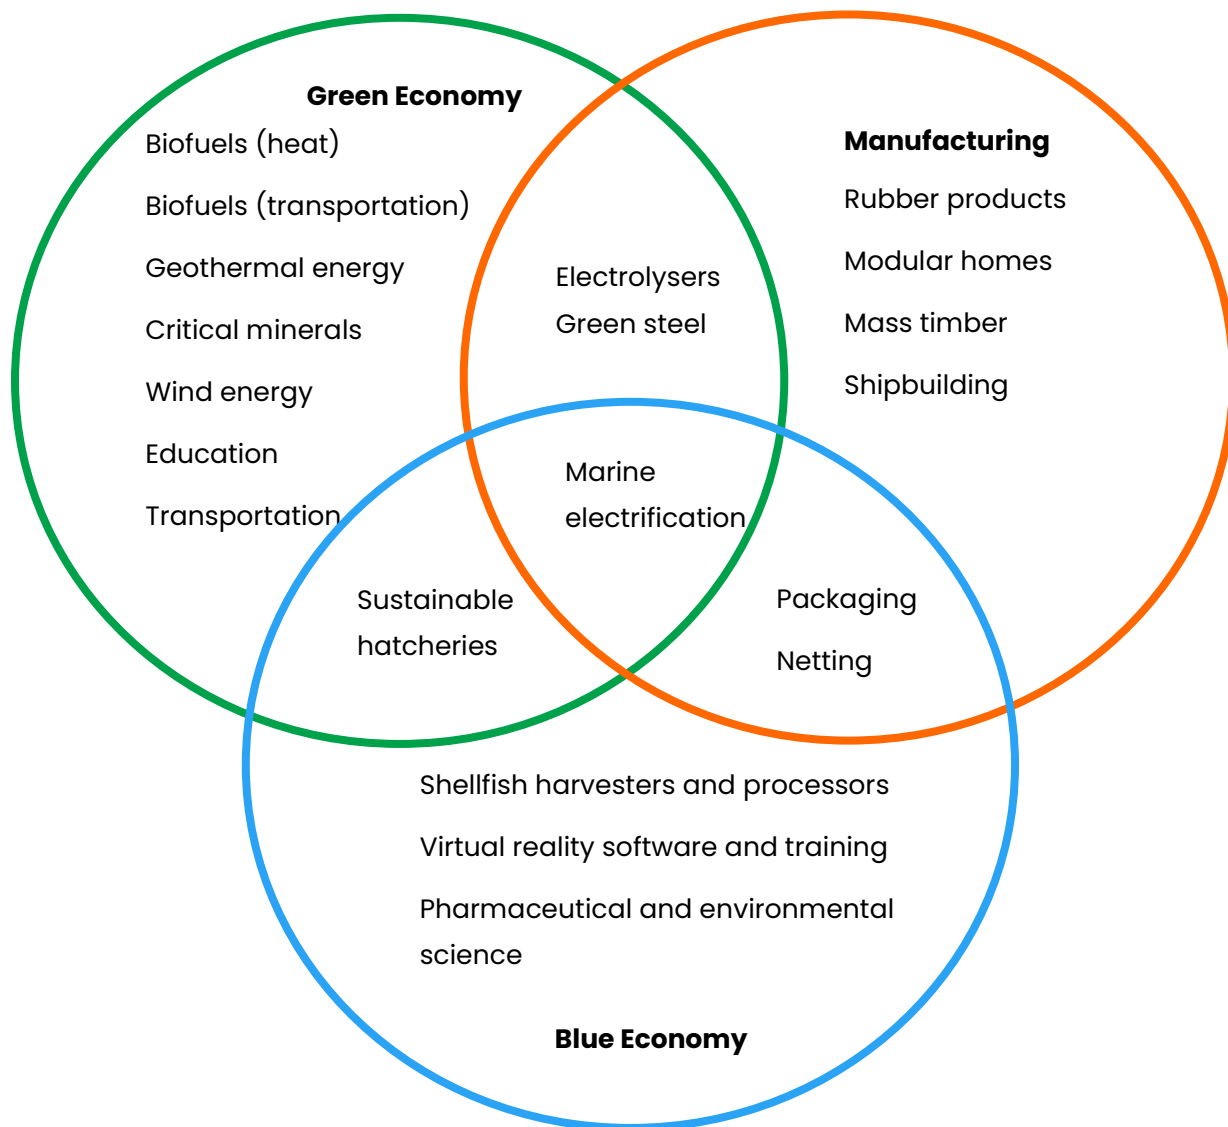 Green Economy
Biofuels (heat)
Biofuels (transportation)
Geothermal energy
Critical minerals
Wind energy
Education
Transportation
Manufacturing
Rubber products
Modular homes
Mass timber
Shipbuilding
Electrolysers
Green steel
Marine
electrification
Sustainable
hatcheries
Packaging
Netting
Shellfish harvesters and processors
Virtual reality software and training
Pharmaceutical and environmental
science
Blue Economy